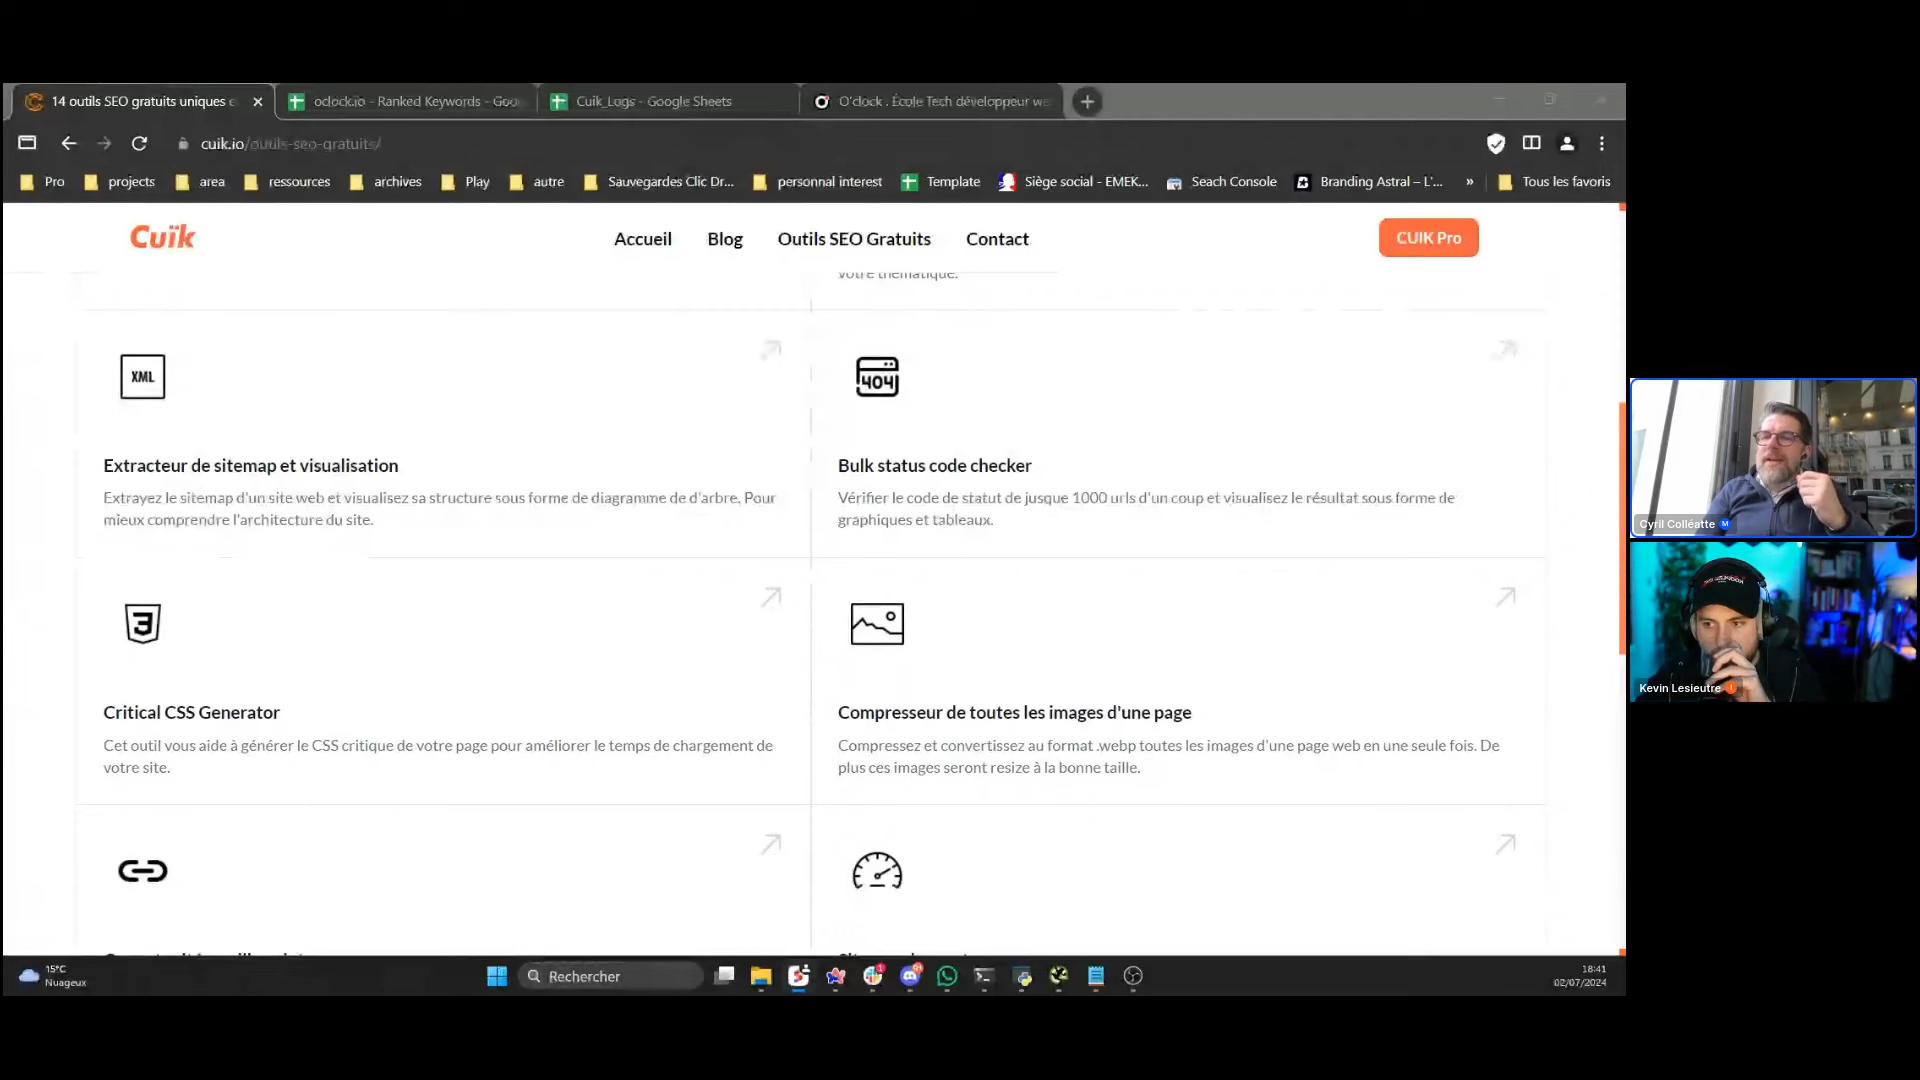 14 outils SEO gratuits uniques e
oclock.io - Ranked Keywords - Goo
Cuik_Logs - Google Sheets
O'clock . École Tech développeur we
cuik.io/outils-seo-gratuits/
Pro
projects
area
ressources
archives
Play
autre
Sauvegardes Clic Dr...
personnal interest
Template
Siège social - EMEK...
Seach Console
Branding Astral – L'...
»
Tous les favoris
Cuïk
Accueil
Blog
Outils SEO Gratuits
Contact
CUIK Pro
votre thématique.
XML
404
Extracteur de sitemap et visualisation
Extrayez le sitemap d'un site web et visualisez sa structure sous forme de diagramme de d'arbre. Pour
mieux comprendre l'architecture du site.
Bulk status code checker
Vérifier le code de statut de jusque 1000 urls d'un coup et visualisez le résultat sous forme de
graphiques et tableaux.
3
Critical CSS Generator
Cet outil vous aide à générer le CSS critique de votre page pour améliorer le temps de chargement de
votre site.
Compresseur de toutes les images d'une page
Compressez et convertissez au format .webp toutes les images d'une page web en une seule fois. De
plus ces images seront resize à la bonne taille.
Cyril Colléatte
Kevin Lesieutre
15°C
Nuageux
Rechercher
18:41
02/07/2024